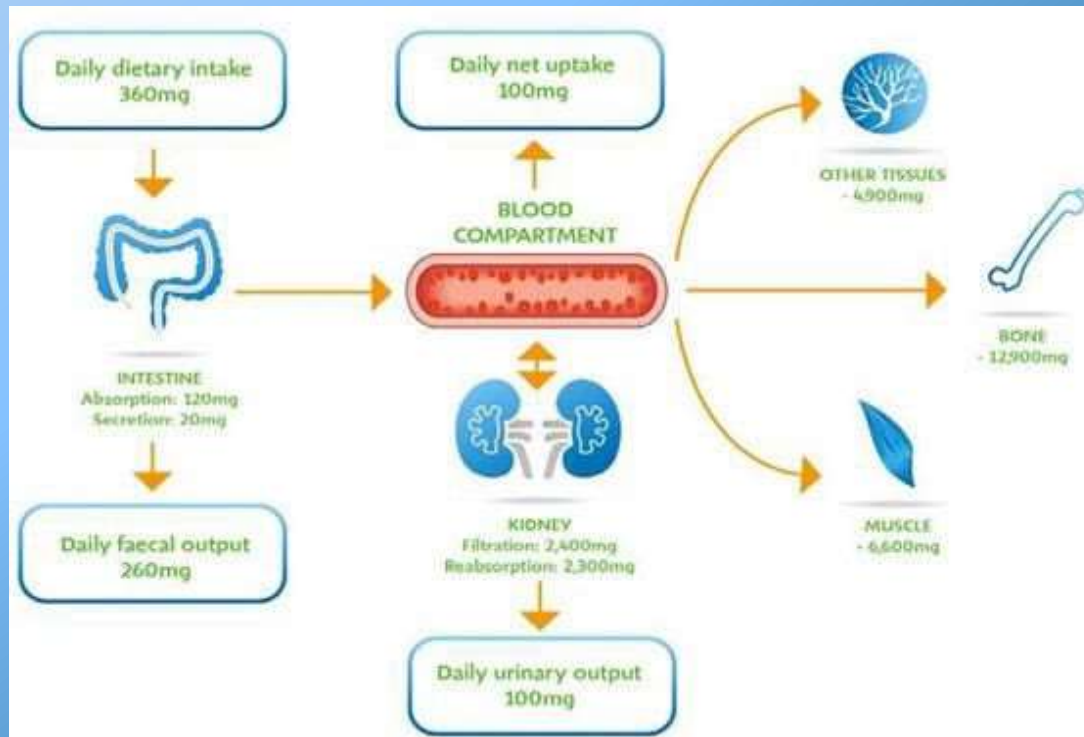 Daily dietary intake
360mg
Daily net uptake
100mg
OTHER TISSUES
- 4,900mg
BLOOD
COMPARTMENT
BONE
- 12,900mg
INTESTINE
Absorption: 120mg
Secretion: 20mg
KIDNEY
Filtration: 2,400mg
Reabsorption: 2,300mg
MUSCLE
- 6,600mg
Daily faecal output
260mg
Daily urinary output
100mg